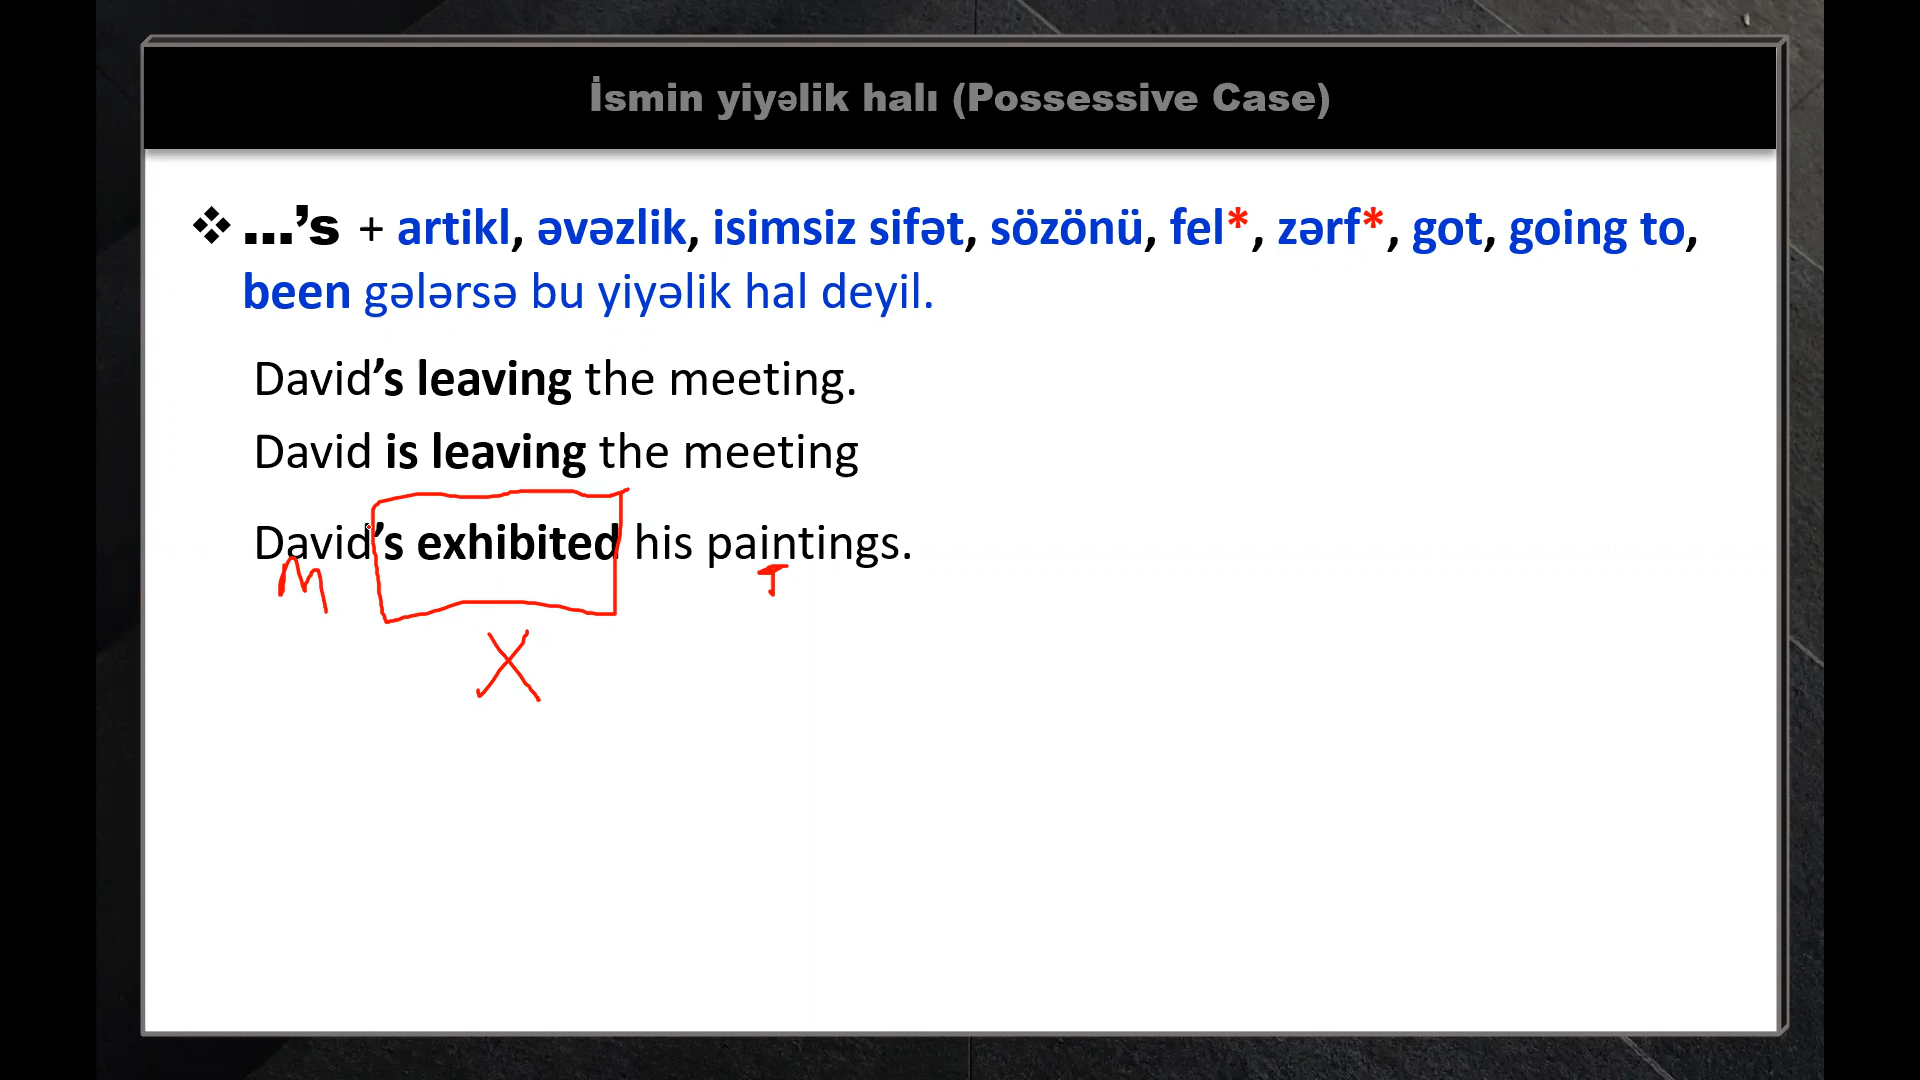 İsmin yiyəlik halı (Possessive Case)
❖ ...’s + artikl, əvəzlik, isimsiz sifət, sözönü, fel*, zərf*, got, going to,
been gələrsə bu yiyəlik hal deyil.
David’s leaving the meeting.
David is leaving the meeting
David’s exhibited his paintings.
M T
X